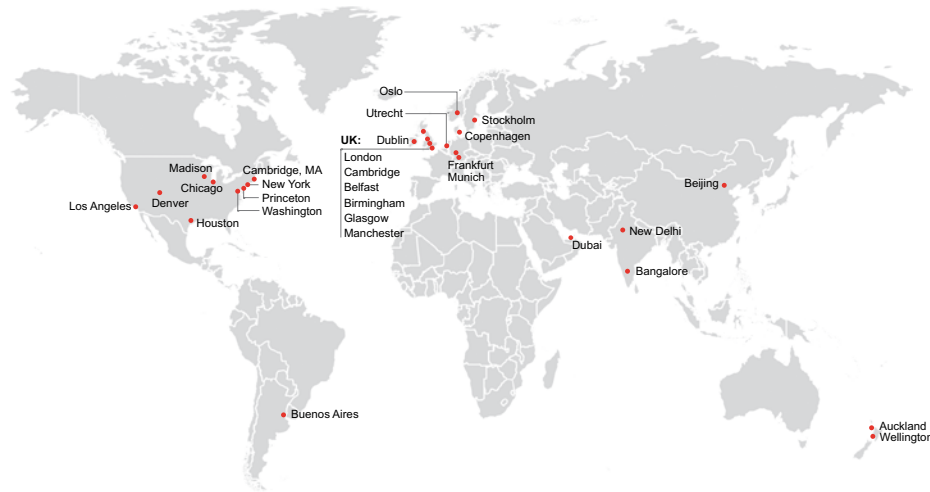 Oslo
Utrecht
Stockholm
Copenhagen
UK:
Dublin
London
Cambridge
Belfast
Birmingham
Glasgow
Manchester
Frankfurt
Munich
Madison
Cambridge, MA
Chicago
New York
Princeton
Washington
Denver
Los Angeles
Houston
Beijing
New Delhi
Dubai
Bangalore
Buenos Aires
Auckland
Wellingtor